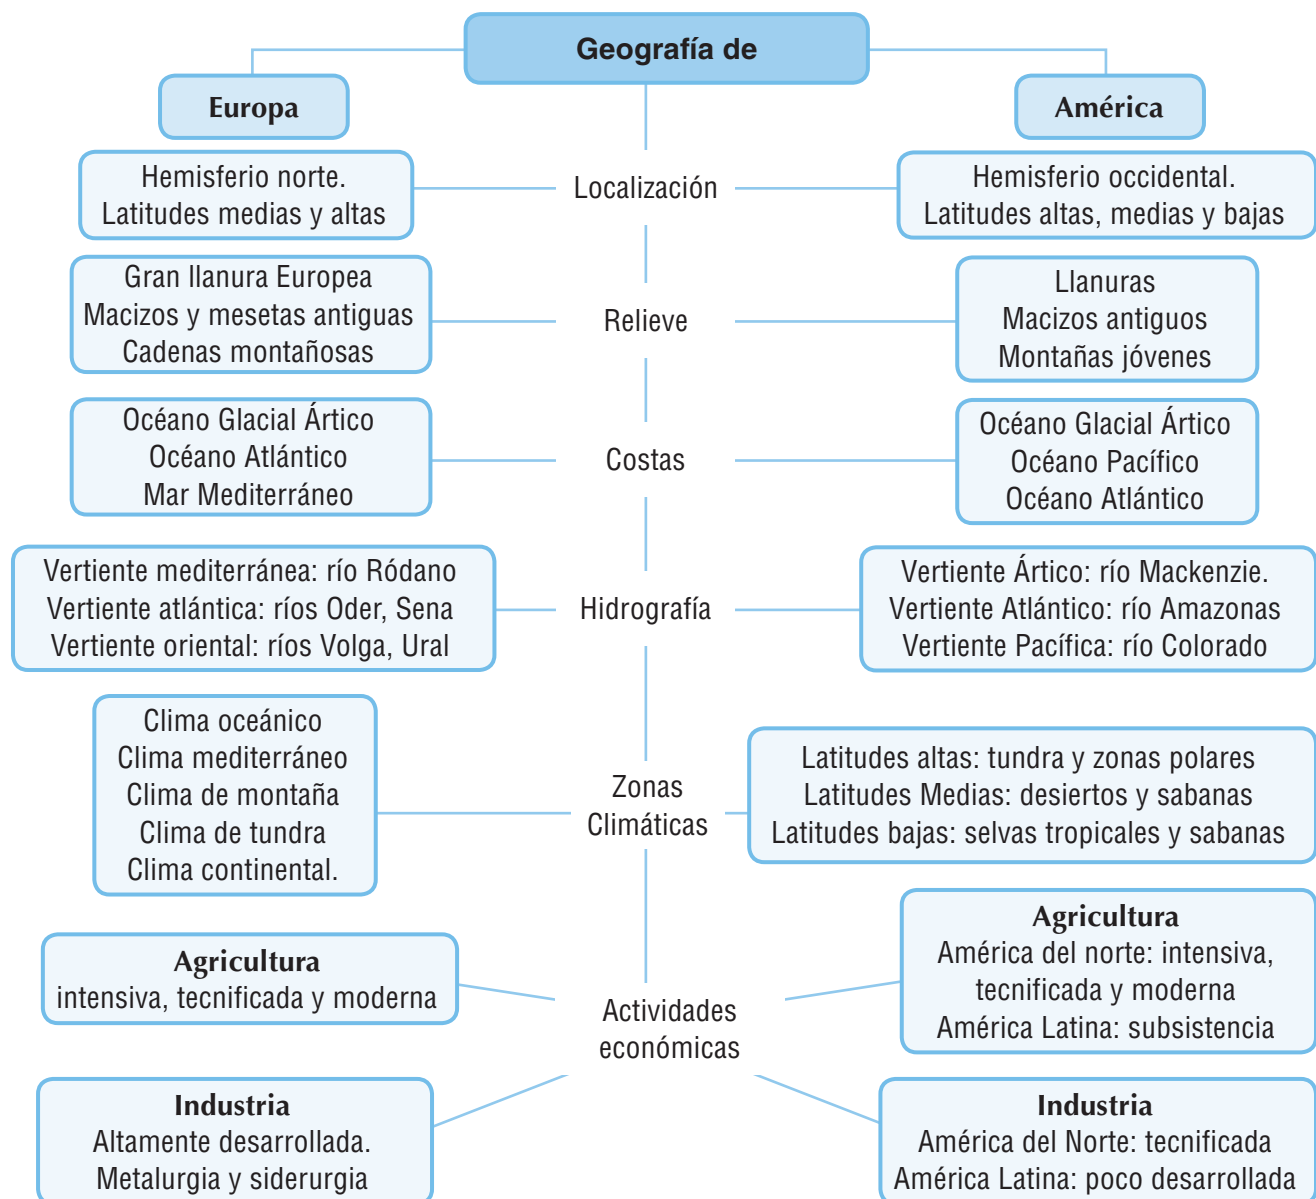 Geografía de
Europa
América
Hemisferio norte.
Latitudes medias y altas
Localización
Hemisferio occidental.
Latitudes altas, medias y bajas
Gran llanura Europea
Macizos y mesetas antiguas
Cadenas montañosas
Relieve
Llanuras
Macizos antiguos
Montañas jóvenes
Océano Glacial Ártico
Océano Atlántico
Mar Mediterráneo
Costas
Océano Glacial Ártico
Océano Pacífico
Océano Atlántico
Vertiente mediterránea: río Ródano
Vertiente atlántica: ríos Oder, Sena
Vertiente oriental: ríos Volga, Ural
Hidrografía
Vertiente Ártico: río Mackenzie.
Vertiente Atlántico: río Amazonas
Vertiente Pacífica: río Colorado
Clima oceánico
Clima mediterráneo
Clima de montaña
Clima de tundra
Clima continental.
Zonas
Climáticas
Latitudes altas: tundra y zonas polares
Latitudes Medias: desiertos y sabanas
Latitudes bajas: selvas tropicales y sabanas
Agricultura
intensiva, tecnificada y moderna
Actividades
económicas
Agricultura
América del norte: intensiva,
tecnificada y moderna
América Latina: subsistencia
Industria
Altamente desarrollada.
Metalurgia y siderurgia
Industria
América del Norte: tecnificada
América Latina: poco desarrollada